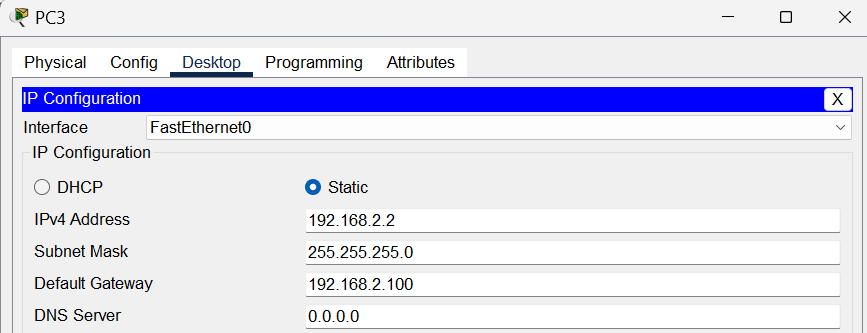 PC3
Physical Config Desktop Programming Attributes
IP Configuration X
Interface FastEthernet0
IP Configuration
DHCP Static
IPv4 Address 192.168.2.2
Subnet Mask 255.255.255.0
Default Gateway 192.168.2.100
DNS Server 0.0.0.0